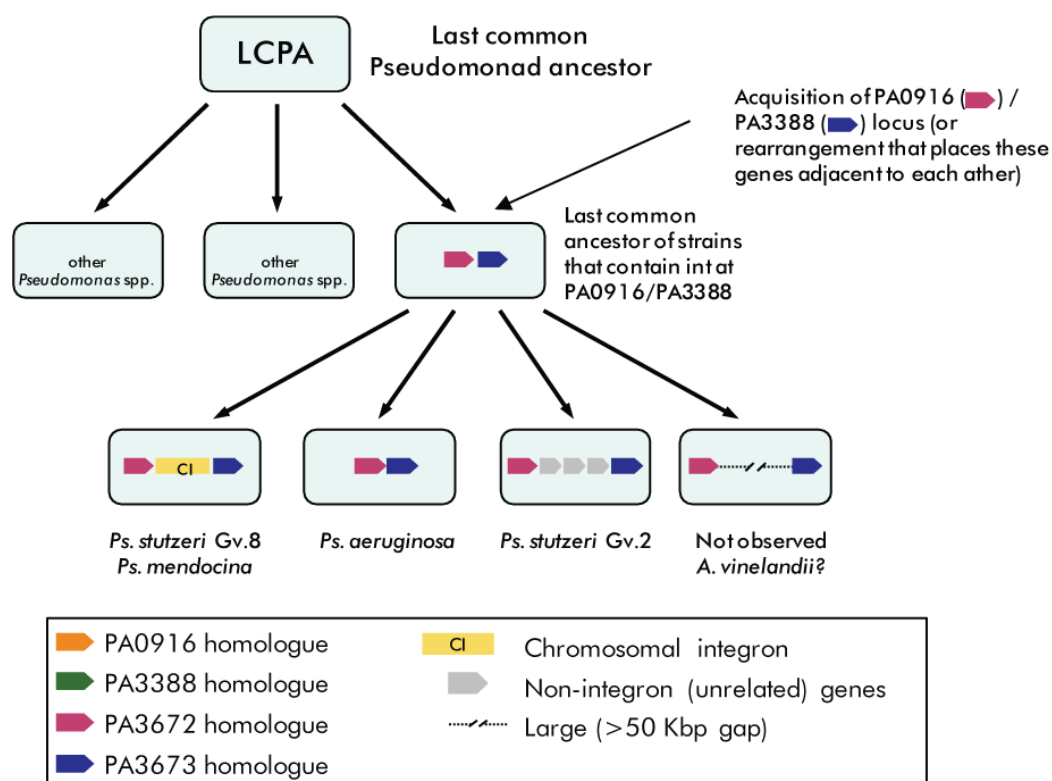 LCPA
Last common
Pseudomonad ancestor
Acquisition of PA0916 ( ) /
PA3388 ( ) locus (or
rearrangement that places these
genes adjacent to each ather)
other
Pseudomonas spp.
other
Pseudomonas spp.
Last common
ancestor of strains
that contain int at
PA0916/PA3388
CI
Ps. stutzeri Gv.8
Ps. mendocina
Ps. aeruginosa
Ps. stutzeri Gv.2
Not observed
A. vinelandii?
PA0916 homologue
PA3388 homologue
PA3672 homologue
PA3673 homologue
CI Chromosomal integron
Non-integron (unrelated) genes
Large (>50 Kbp gap)